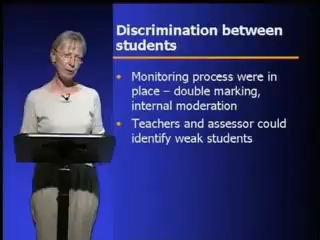 Discrimination between
students
• Monitoring process were in
place – double marking,
internal moderation
• Teachers and assessor could
identify weak students